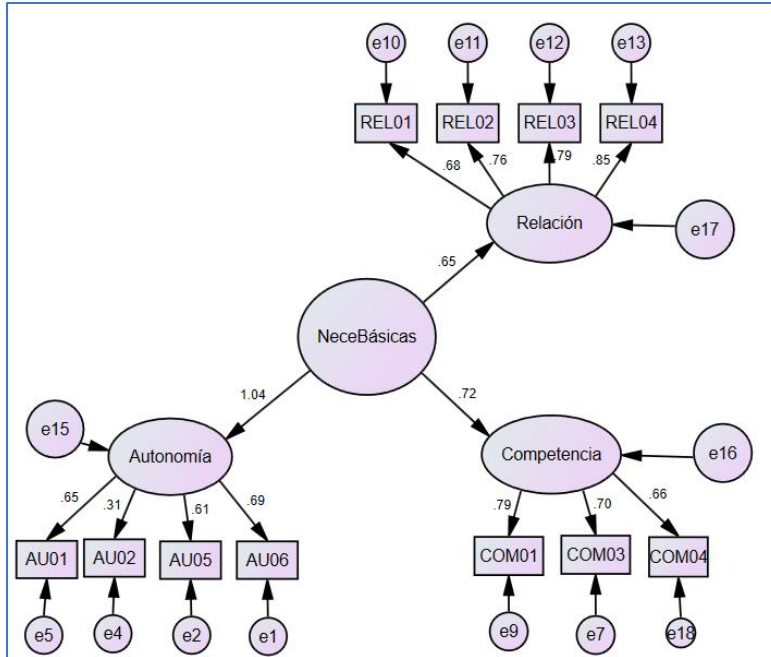 e10
e11
e12
e13
REL01
REL02
REL03
REL04
.68
.76
.79
.85
Relación
e17
.65
NeceBásicas
1.04
.72
e15
Autonomía
Competencia
e16
.65
.31
.61
.69
.79
.70
.66
AU01
AU02
AU05
AU06
COM01
COM03
COM04
e5
e4
e2
e1
e9
e7
e18